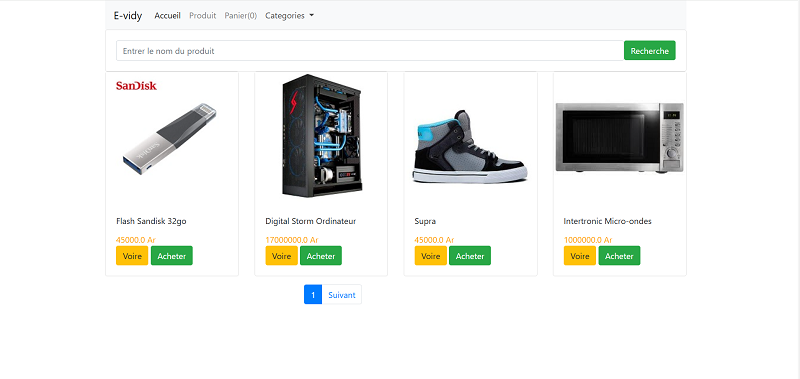 E-vidy Accueil Produit Panier(0) Categories
Entrer le nom du produit Recherche
SanDisk
Flash Sandisk 32go Digital Storm Ordinateur Supra Intertronic Micro-ondes
45000.0 Ar 17000000.0 Ar 45000.0 Ar 1000000.0 Ar
Voire Acheter Voire Acheter Voire Acheter Voire Acheter
1 Suivant